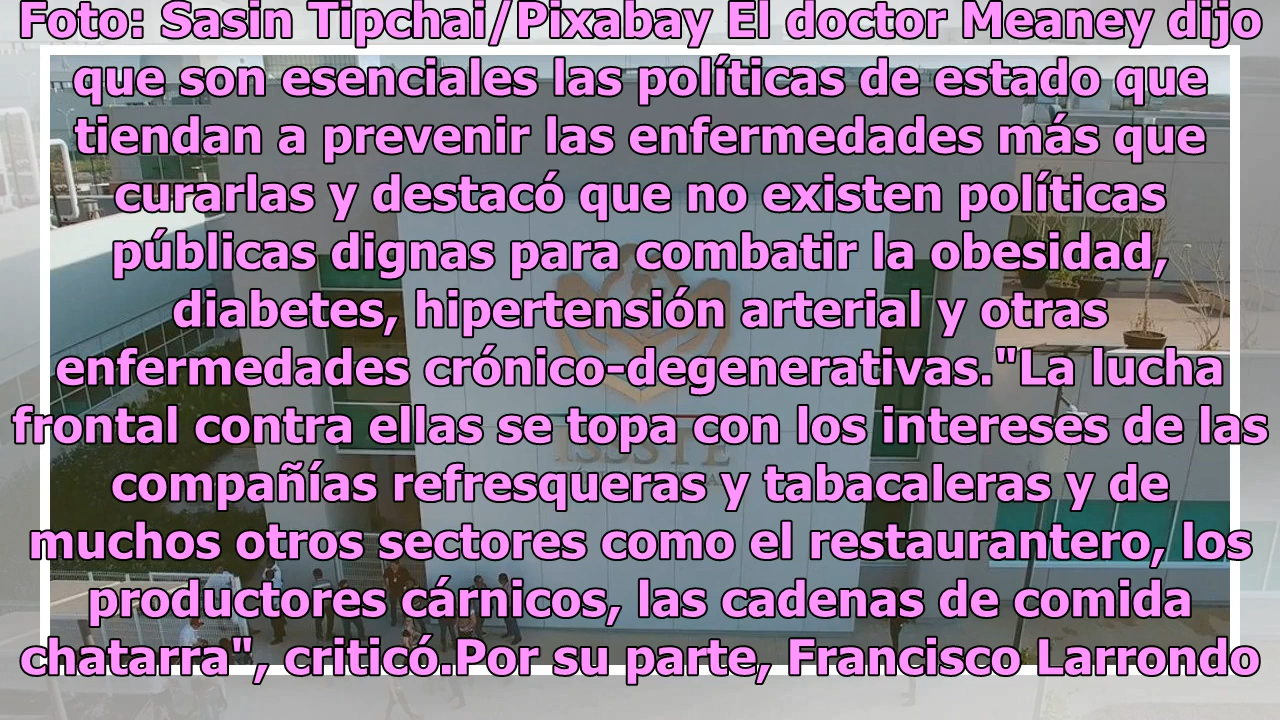 Foto: Sasin Tipchai/Pixabay El doctor Meaney dijo
que son esenciales las políticas de estado que
tiendan a prevenir las enfermedades más que
curarlas y destacó que no existen políticas
públicas dignas para combatir la obesidad,
diabetes, hipertensión arterial y otras
enfermedades crónico-degenerativas."La lucha
frontal contra ellas se topa con los intereses de las
compañías refresqueras y tabacaleras y de
muchos otros sectores como el restaurantero, los
productores cárnicos, las cadenas de comida
chatarra", criticó.Por su parte, Francisco Larrondo
ISSSTE